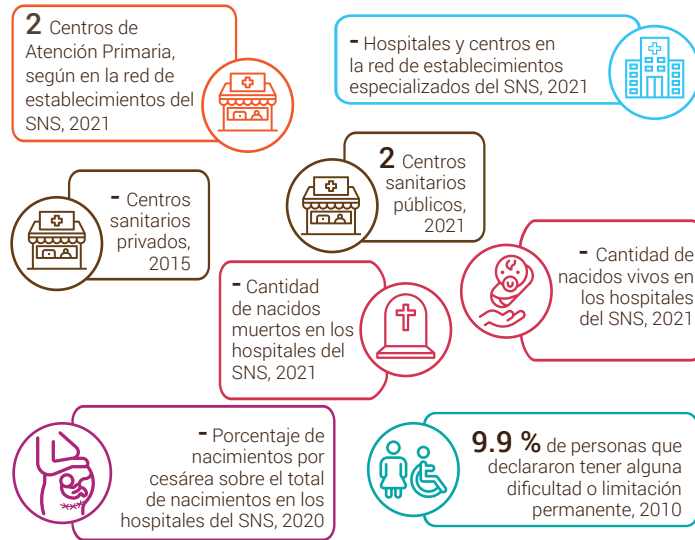 2 Centros de
Atención Primaria,
según en la red de
establecimientos del
SNS, 2021
- Hospitales y centros en
la red de establecimientos
especializados del SNS, 2021
- Centros
sanitarios
privados,
2015
2 Centros
sanitarios
públicos,
2021
- Cantidad
de nacidos
muertos en los
hospitales del
SNS, 2021
- Cantidad de
nacidos vivos en
los hospitales
del SNS, 2021
- Porcentaje de
nacimientos por
cesárea sobre el total
de nacimientos en los
hospitales del SNS, 2020
9.9 % de personas que
declararon tener alguna
dificultad o limitación
permanente, 2010